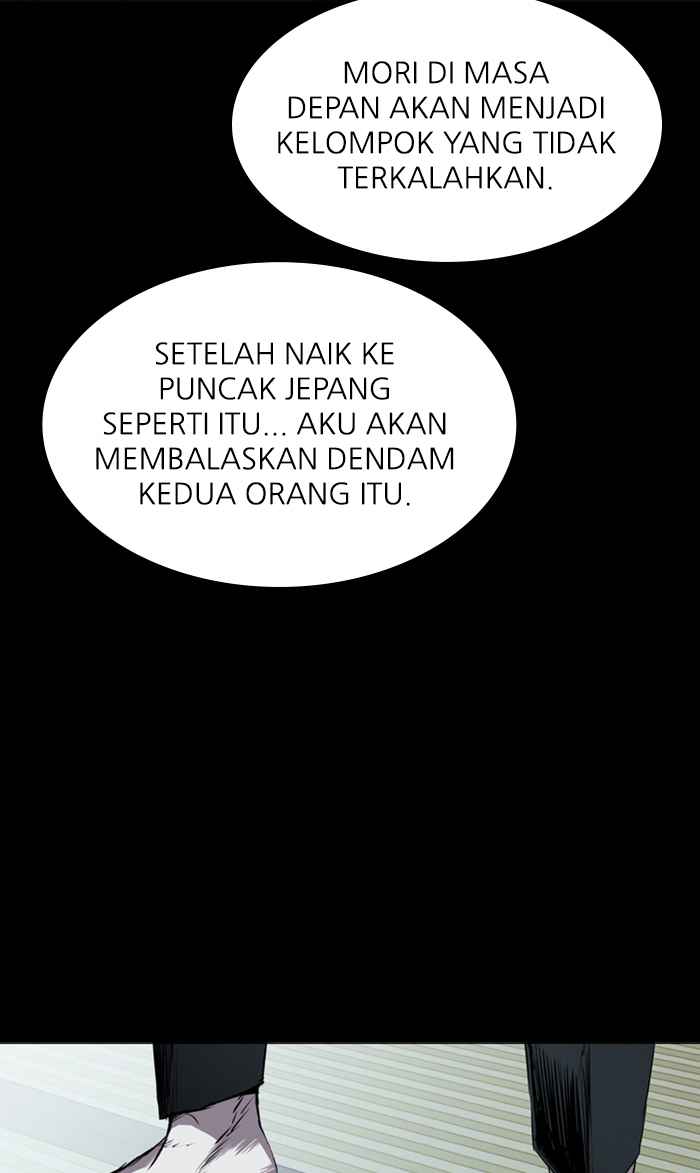 MORI DI MASA
DEPAN AKAN MENJADI
KELOMPOK YANG TIDAK
TERKALAHKAN.
SETELAH NAIK KE
PUNCAK JEPANG
SEPERTI ITU... AKU AKAN
MEMBALASKAN DENDAM
KEDUA ORANG ITU.